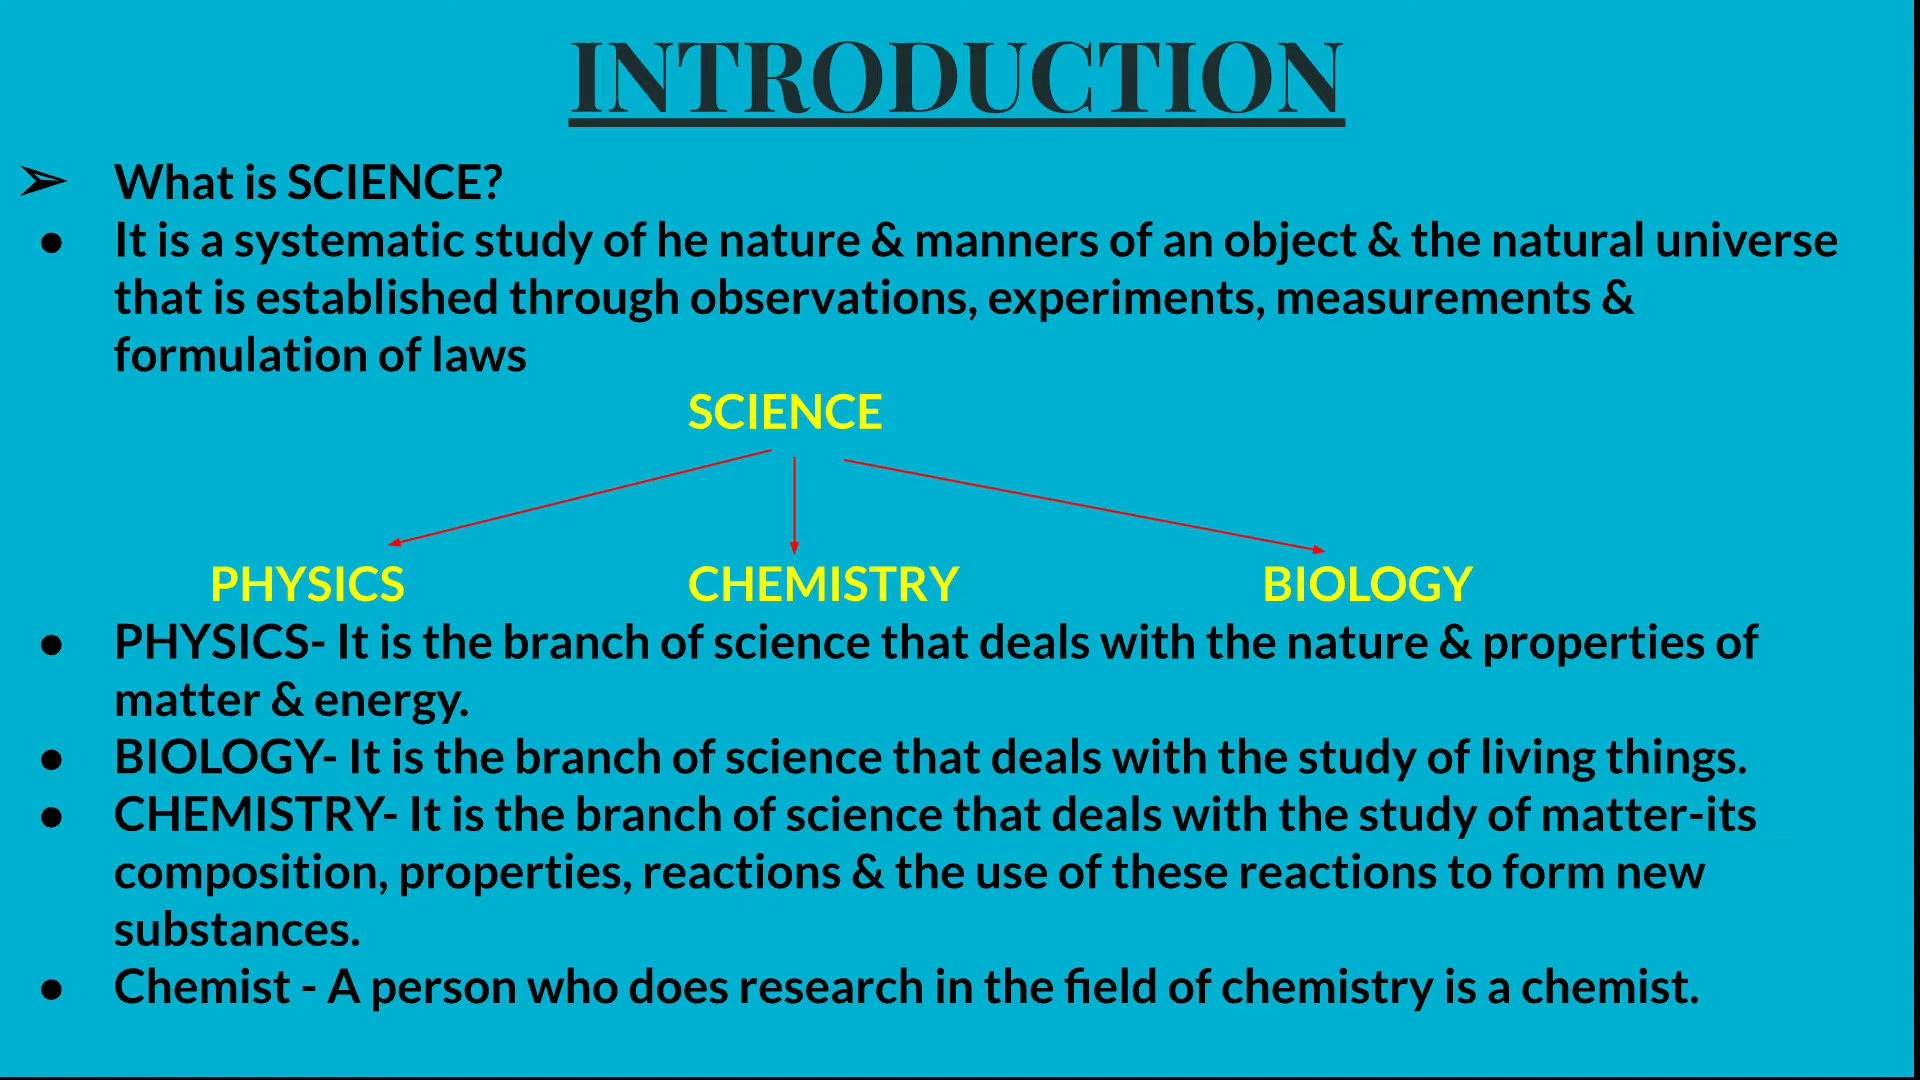 INTRODUCTION
➢ What is SCIENCE?
● It is a systematic study of he nature & manners of an object & the natural universe
that is established through observations, experiments, measurements &
formulation of laws
SCIENCE
PHYSICS CHEMISTRY BIOLOGY
● PHYSICS- It is the branch of science that deals with the nature & properties of
matter & energy.
● BIOLOGY- It is the branch of science that deals with the study of living things.
● CHEMISTRY- It is the branch of science that deals with the study of matter-its
composition, properties, reactions & the use of these reactions to form new
substances.
● Chemist - A person who does research in the field of chemistry is a chemist.